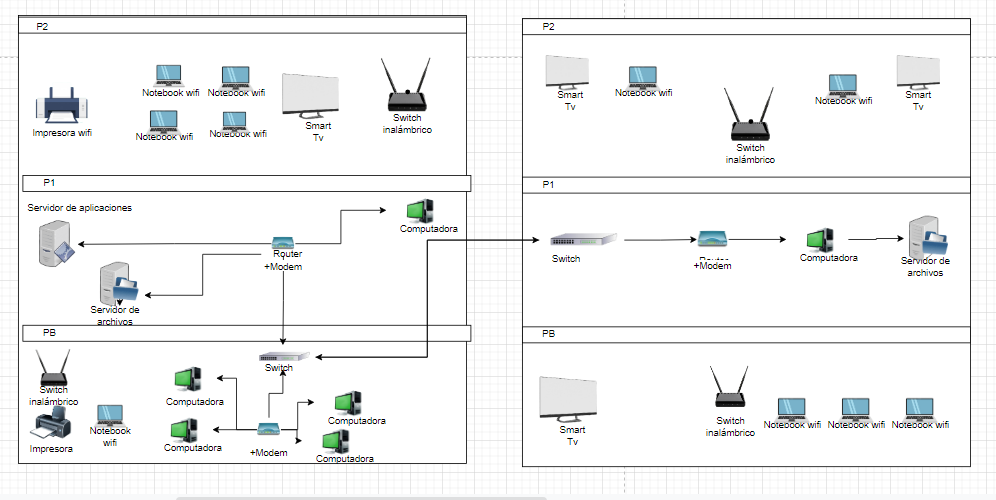 P2
Impresora wifi
Notebook wifi
Notebook wifi
Notebook wifi
Notebook wifi
Smart
Tv
Switch
inalámbrico
P1
Servidor de aplicaciones
Computadora
Router
+Modem
Servidor de
archivos
PB
Switch
Switch
inalámbrico
Impresora
Notebook
wifi
Computadora
Computadora
+Modem
Computadora
Computadora
P2
Smart
Tv
Notebook wifi
Switch
inalámbrico
Notebook wifi
Smart
Tv
P1
Switch
+Modem
Computadora
Servidor de
archivos
PB
Smart
Tv
Switch
inalámbrico
Notebook wifi
Notebook wifi
Notebook wifi